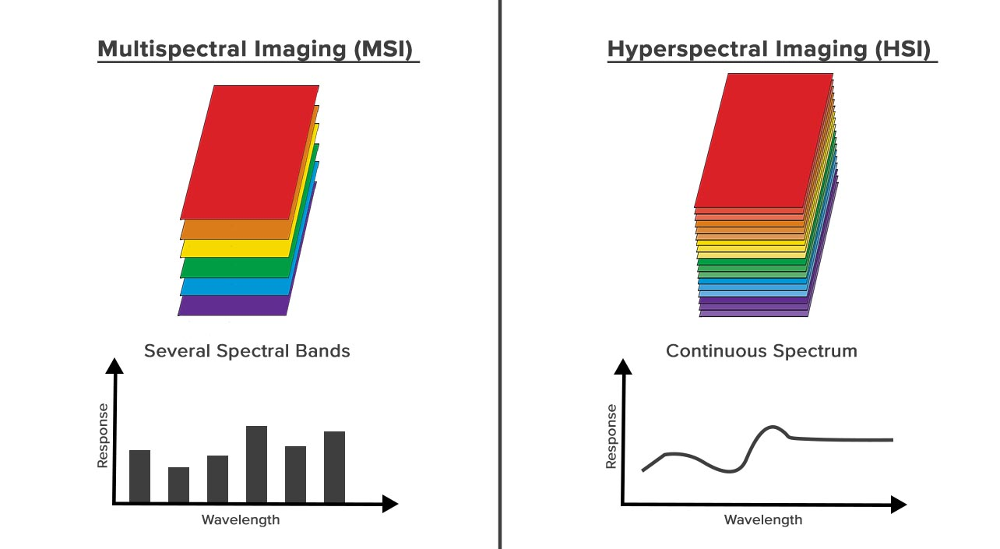 Multispectral Imaging (MSI)
Several Spectral Bands
Response
Wavelength
Hyperspectral Imaging (HSI)
Continuous Spectrum
Response
Wavelength